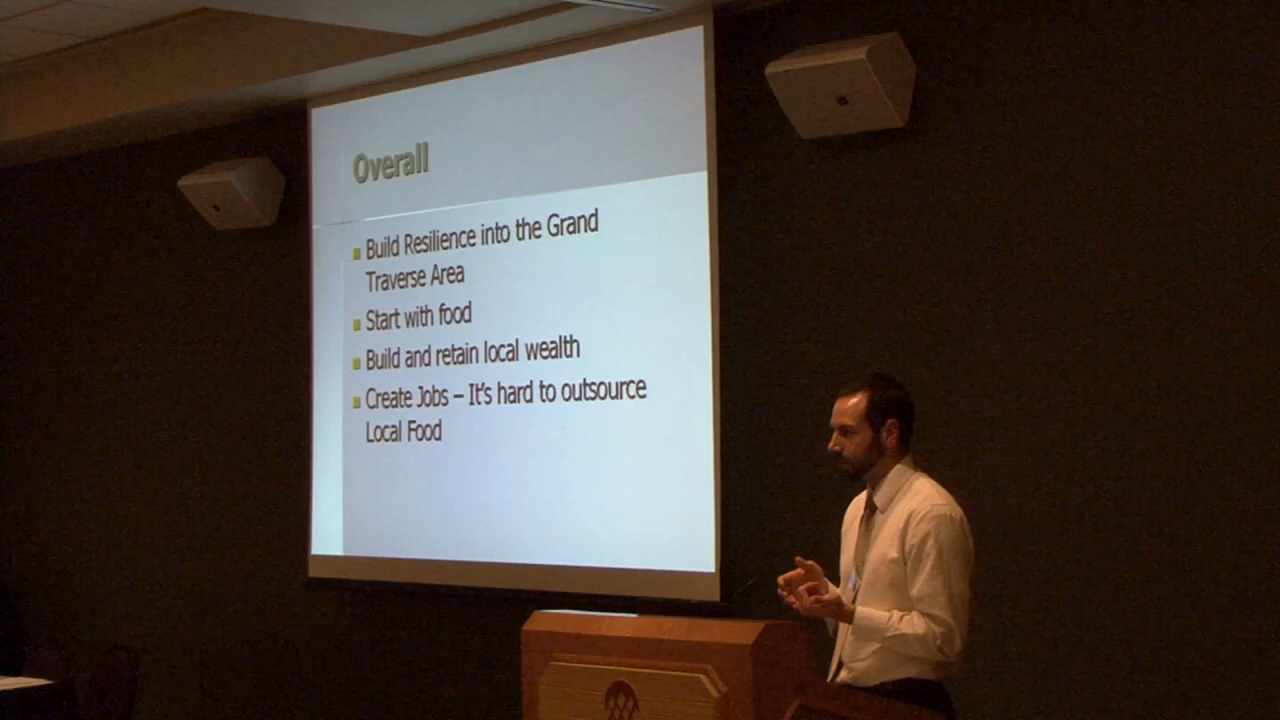 Overall
Build Resilience into the Grand
Traverse Area
Start with food
Build and retain local wealth
Create Jobs – It's hard to outsource
Local Food